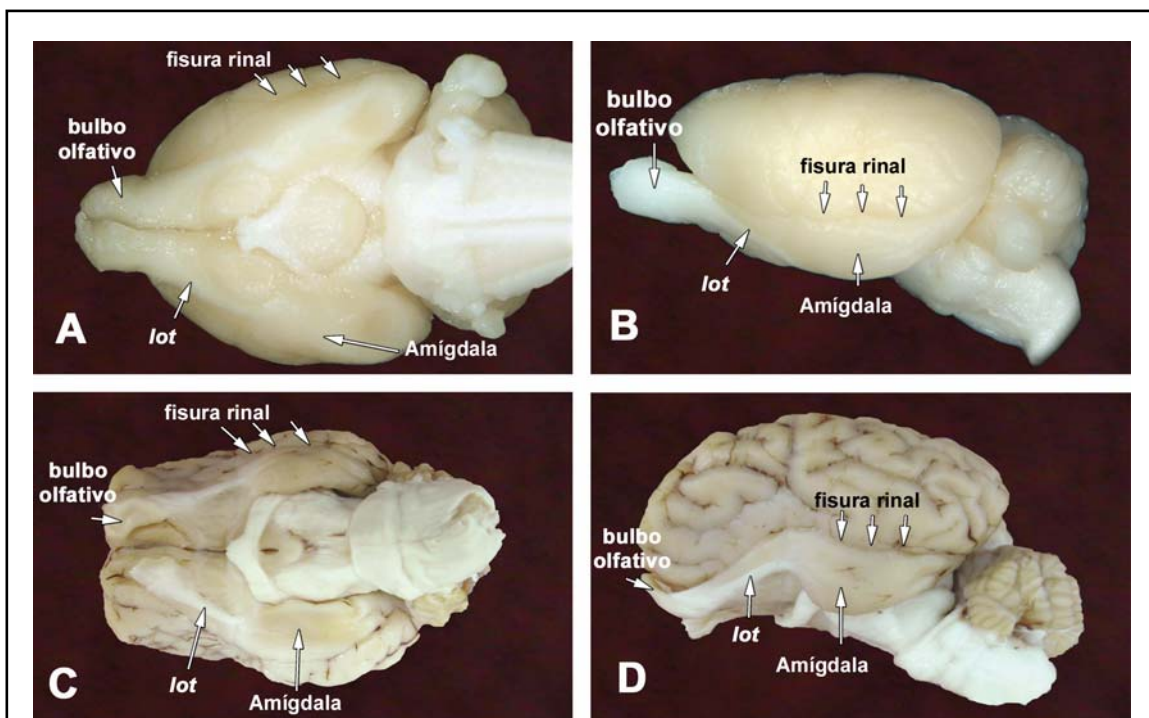 fisura rinal
bulbo
olfativo
lot
Amígdala
A
bulbo
olfativo
fisura rinal
lot
Amígdala
B
fisura rinal
bulbo
olfativo
lot
Amígdala
C
fisura rinal
bulbo
olfativo
lot
Amígdala
D